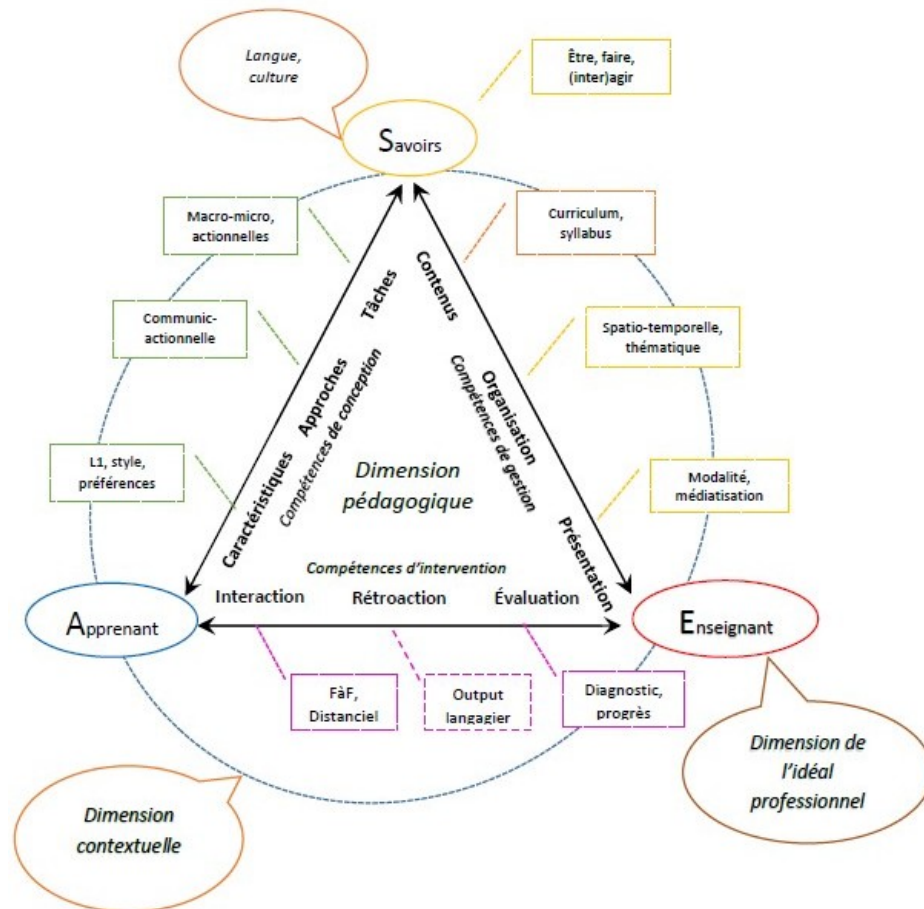 Langue,
culture
Être, faire,
(inter)agir
Savoirs
Macro-micro,
actionnelles
Curriculum,
syllabus
Tâches
Contenus
Communic-
actionnelle
Spatio-temporelle,
thématique
Approches
Compétences de conception
Organisation
Compétences de gestion
L1, style,
préférences
Caractéristiques
Dimension
pédagogique
Modalité,
médiatisation
Présentation
Compétences d'intervention
Interaction
Rétroaction
Évaluation
Apprenant
Enseignant
FàF,
Distanciel
Output
langagier
Diagnostic,
progrès
Dimension de
l'idéal
professionnel
Dimension
contextuelle